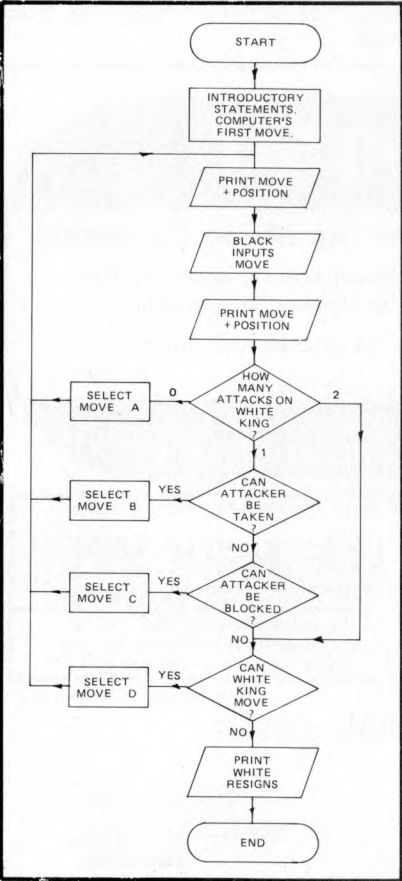 START
INTRODUCTORY
STATEMENTS.
COMPUTER'S
FIRST MOVE.
PRINT MOVE
+ POSITION
BLACK
INPUTS
MOVE
PRINT MOVE
+ POSITION
HOW
MANY
ATTACKS ON
WHITE
KING
?
0
2
SELECT
MOVE A
1
CAN
ATTACKER
BE
TAKEN
?
YES
SELECT
MOVE B
NO
CAN
ATTACKER
BE
BLOCKED
?
YES
SELECT
MOVE C
NO
CAN
WHITE
KING
MOVE
?
YES
SELECT
MOVE D
NO
PRINT
WHITE
RESIGNS
END